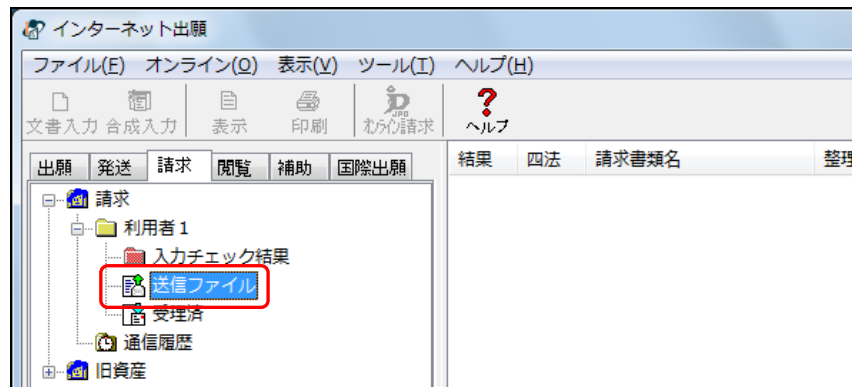 インターネット出願
ファイル(F) オンライン(O) 表示(V) ツール(T) ヘルプ(H)
文書入力 合成入力 表示 印刷 オンライン請求 ヘルプ
出願 発送 請求 閲覧 補助 国際出願
結果 四法 請求書類名 整理
請求
利用者1
入力チェック結果
送信ファイル
受理済
通信履歴
旧資産